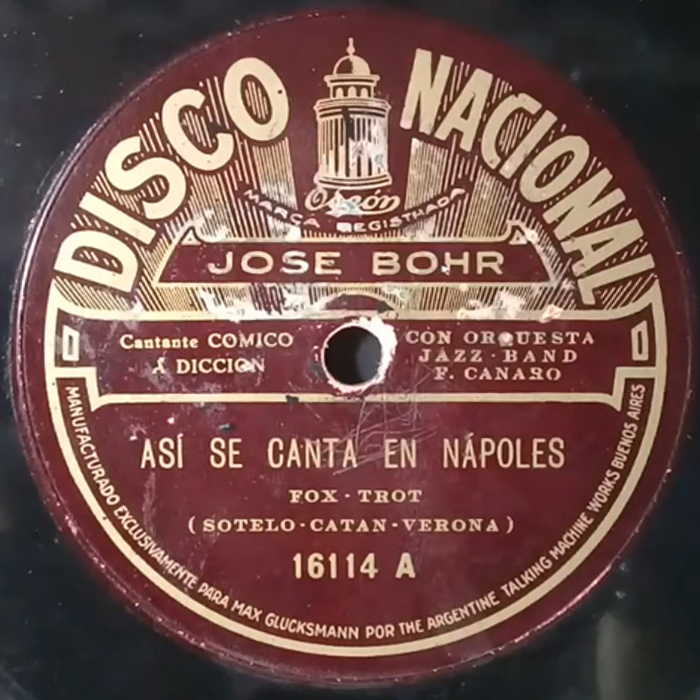 DISCO NACIONAL
Odeón
MARCA REGISTRADA
JOSE BOHR
Cantante COMICO
A DICCION
CON ORQUESTA
JAZZ-BAND
F. CANARO
ASÍ SE CANTA EN NÁPOLES
FOX-TROT
(SOTELO-CATAN-VERONA)
16114 A
MANUFACTURADO EXCLUSIVAMENTE PARA MAX GLUCKSMANN POR THE ARGENTINE TALKING MACHINE WORKS BUENOS AIRES